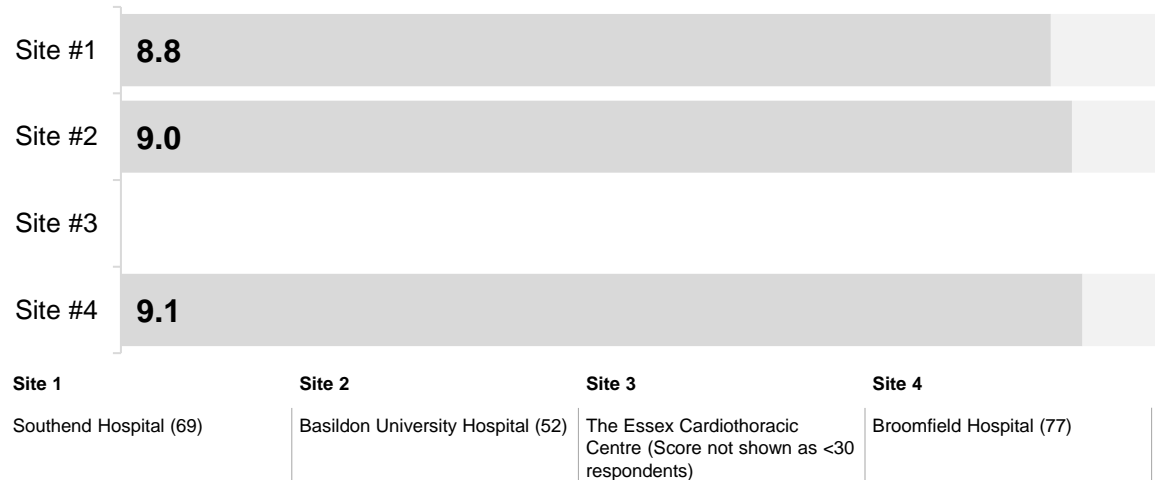 Site #1 8.8
Site #2 9.0
Site #3
Site #4 9.1
Site 1 Site 2 Site 3 Site 4
Southend Hospital (69)
Basildon University Hospital (52)
The Essex Cardiothoracic
Centre (Score not shown as <30
respondents)
Broomfield Hospital (77)